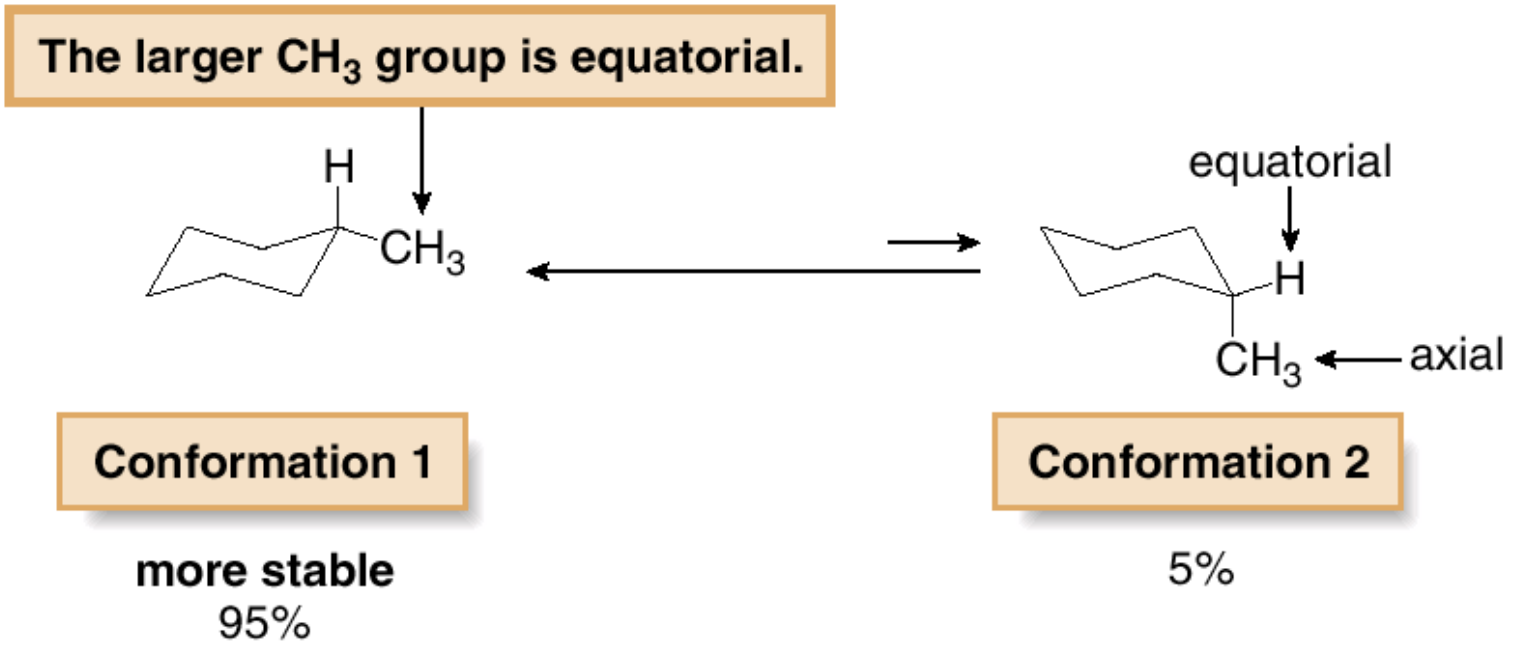 The larger CH₃ group is equatorial.
H
CH₃
equatorial
H
CH₃
axial
Conformation 1
Conformation 2
more stable
95%
5%